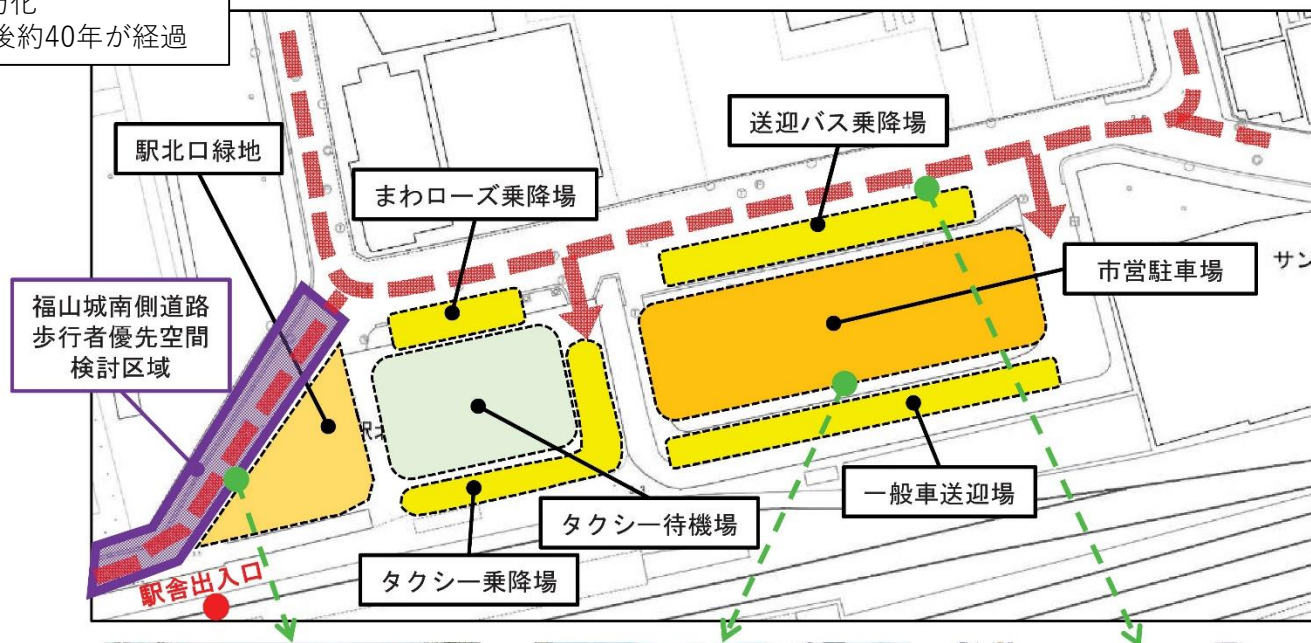 後約40年が経過
送迎バス乗降場
駅北口緑地
まわローズ乗降場
市営駐車場
サン
福山城南側道路
歩行者優先空間
検討区域
一般車送迎場
タクシー待機場
タクシー乗降場
駅舎出入口